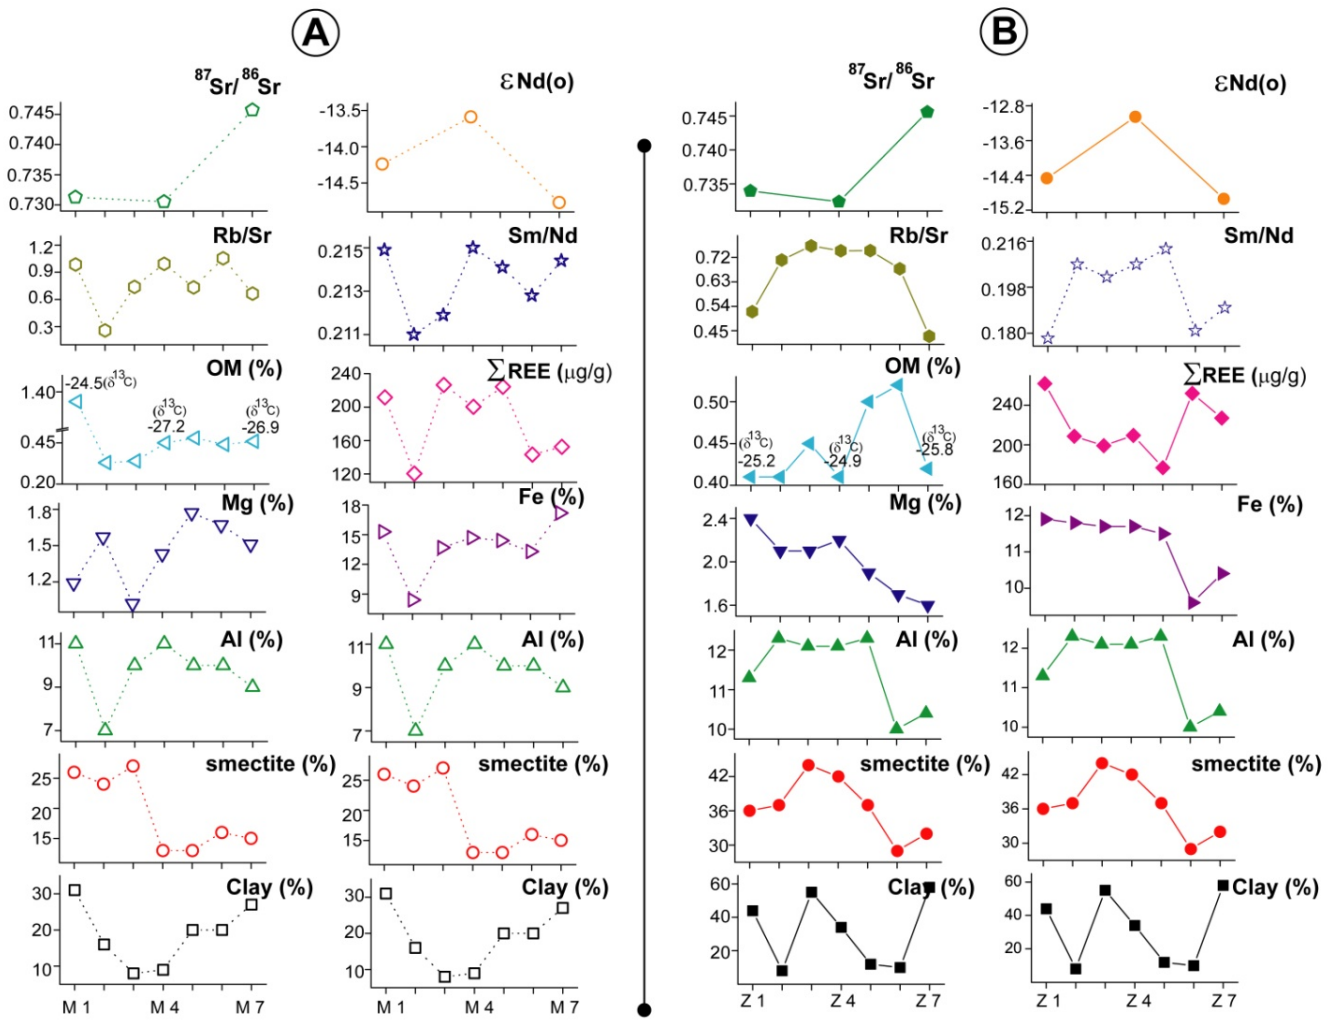 A
B
87Sr/ 86Sr
0.745
0.740
0.735
0.730
εNd(o)
-13.5
-14.0
-14.5
87Sr/ 86Sr
0.745
0.740
0.735
εNd(o)
-12.8
-13.6
-14.4
-15.2
Rb/Sr
1.2
0.9
0.6
0.3
Sm/Nd
0.215
0.213
0.211
Rb/Sr
0.72
0.63
0.54
0.45
Sm/Nd
0.216
0.198
0.180
OM (%)
1.40
0.45
0.20
-24.5(δ13C)
(δ13C)
-27.2
(δ13C)
-26.9
∑REE (µg/g)
240
200
160
120
OM (%)
0.50
0.45
0.40
(δ13C)
-25.2
(δ13C)
-24.9
(δ13C)
-25.8
∑REE (µg/g)
240
200
160
Mg (%)
1.8
1.5
1.2
Fe (%)
18
15
12
9
Mg (%)
2.4
2.0
1.6
Fe (%)
12
11
10
Al (%)
11
9
7
Al (%)
11
9
7
Al (%)
12
11
10
Al (%)
12
11
10
smectite (%)
25
20
15
smectite (%)
25
20
15
smectite (%)
42
36
30
smectite (%)
42
36
30
Clay (%)
30
20
10
M 1 M 4 M 7
Clay (%)
30
20
10
M 1 M 4 M 7
Clay (%)
60
40
20
Z 1 Z 4 Z 7
Clay (%)
60
40
20
Z 1 Z 4 Z 7